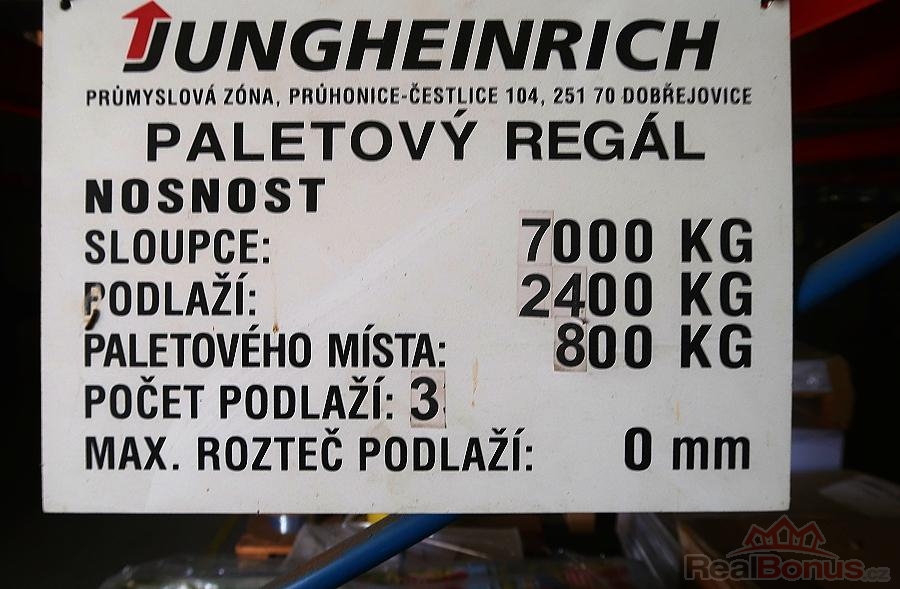 JUNGHEINRICH
PRŮMYSLOVÁ ZÓNA, PRŮHONICE-ČESTLICE 104, 251 70 DOBŘEJOVICE
PALETOVÝ REGÁL
NOSNOST
SLOUPCE: 7000 KG
PODLAŽÍ: 2400 KG
PALETOVÉHO MÍSTA: 800 KG
POČET PODLAŽÍ: 3
MAX. ROZTEČ PODLAŽÍ: 0 mm
RealBonus.cz